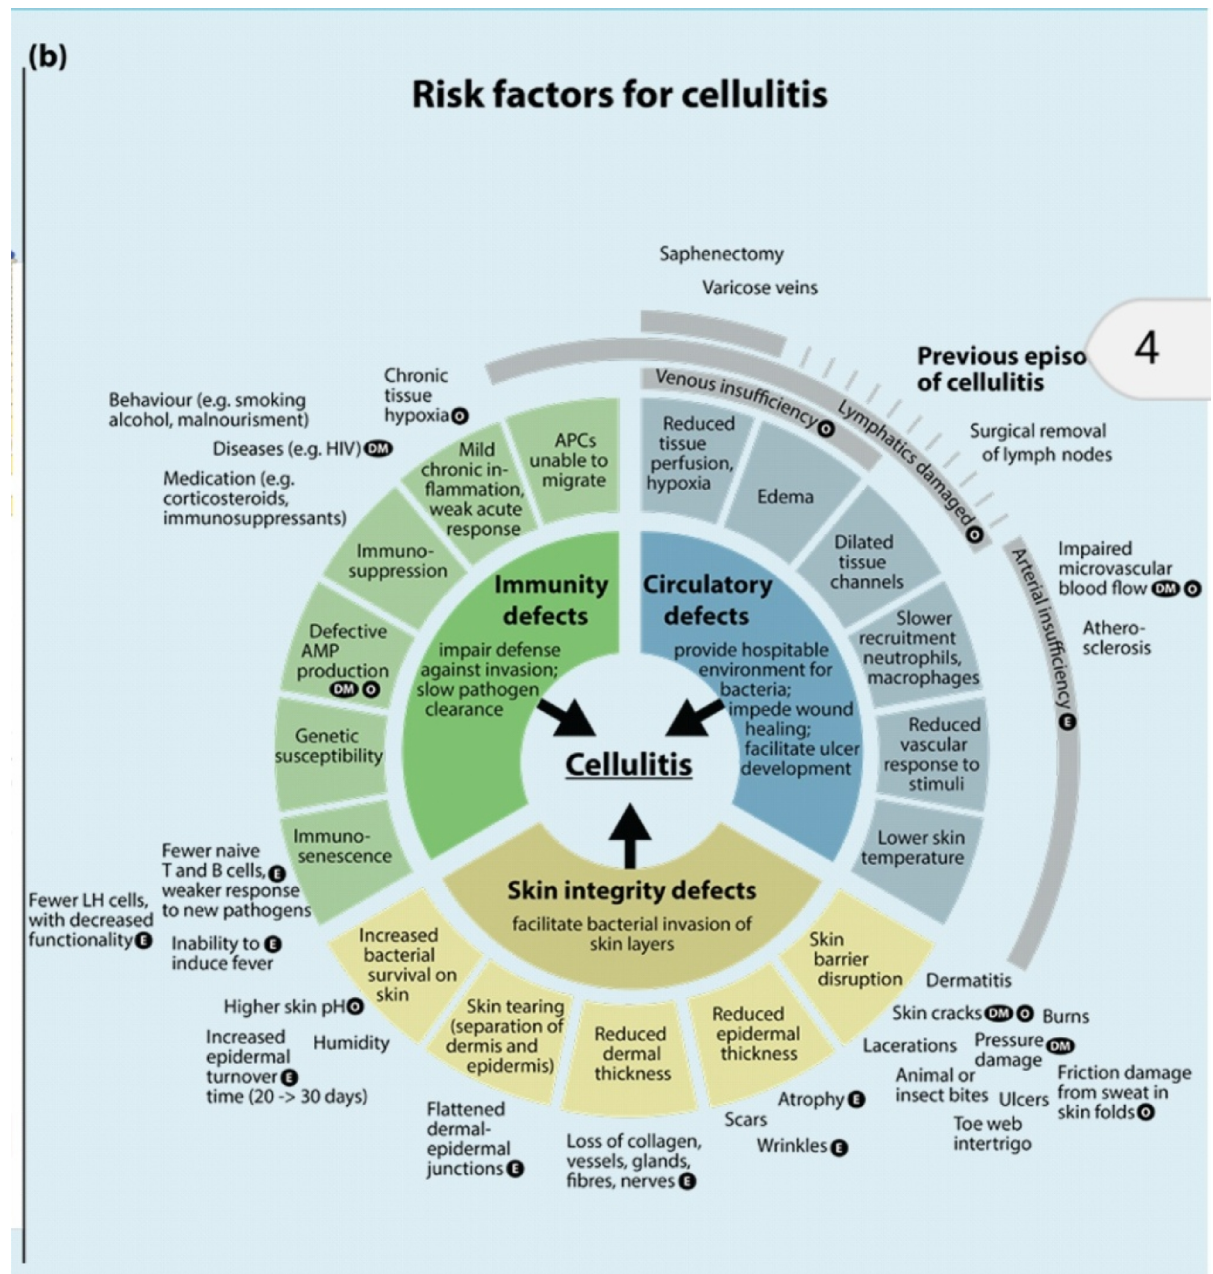 (b)
Risk factors for cellulitis
Saphenectomy
Varicose veins
Previous episo
of cellulitis
4
Surgical removal
of lymph nodes
Venous insufficiency O
Lymphatics damaged O
Arterial insufficiency E
Impaired
microvascular
blood flow DM O
Athero-
sclerosis
Chronic
tissue
hypoxia O
Behaviour (e.g. smoking
alcohol, malnourisment)
Diseases (e.g. HIV) DM
Medication (e.g.
corticosteroids,
immunosuppressants)
APCs
unable to
migrate
Mild
chronic in-
flammation,
weak acute
response
Immuno-
suppression
Defective
AMP
production
DM O
Genetic
susceptibility
Immuno-
senescence
Reduced
tissue
perfusion,
hypoxia
Edema
Dilated
tissue
channels
Slower
recruitment
neutrophils,
macrophages
Reduced
vascular
response to
stimuli
Lower skin
temperature
Immunity
defects
impair defense
against invasion;
slow pathogen
clearance
Circulatory
defects
provide hospitable
environment for
bacteria;
impede wound
healing;
facilitate ulcer
development
Cellulitis
Skin integrity defects
facilitate bacterial invasion of
skin layers
Fewer naive
T and B cells, E
weaker response
to new pathogens
Fewer LH cells,
with decreased
functionality E
Inability to E
induce fever
Increased
bacterial
survival on
skin
Skin tearing
(separation of
dermis and
epidermis)
Reduced
dermal
thickness
Reduced
epidermal
thickness
Skin
barrier
disruption
Higher skin pH O
Increased
epidermal
turnover E
time (20 -> 30 days)
Humidity
Flattened
dermal-
epidermal
junctions E
Loss of collagen,
vessels, glands,
fibres, nerves E
Atrophy E
Scars
Wrinkles E
Dermatitis
Skin cracks DM O
Burns
Lacerations
Pressure DM
damage
Animal or
insect bites
Ulcers
Friction damage
from sweat in
skin folds O
Toe web
intertrigo